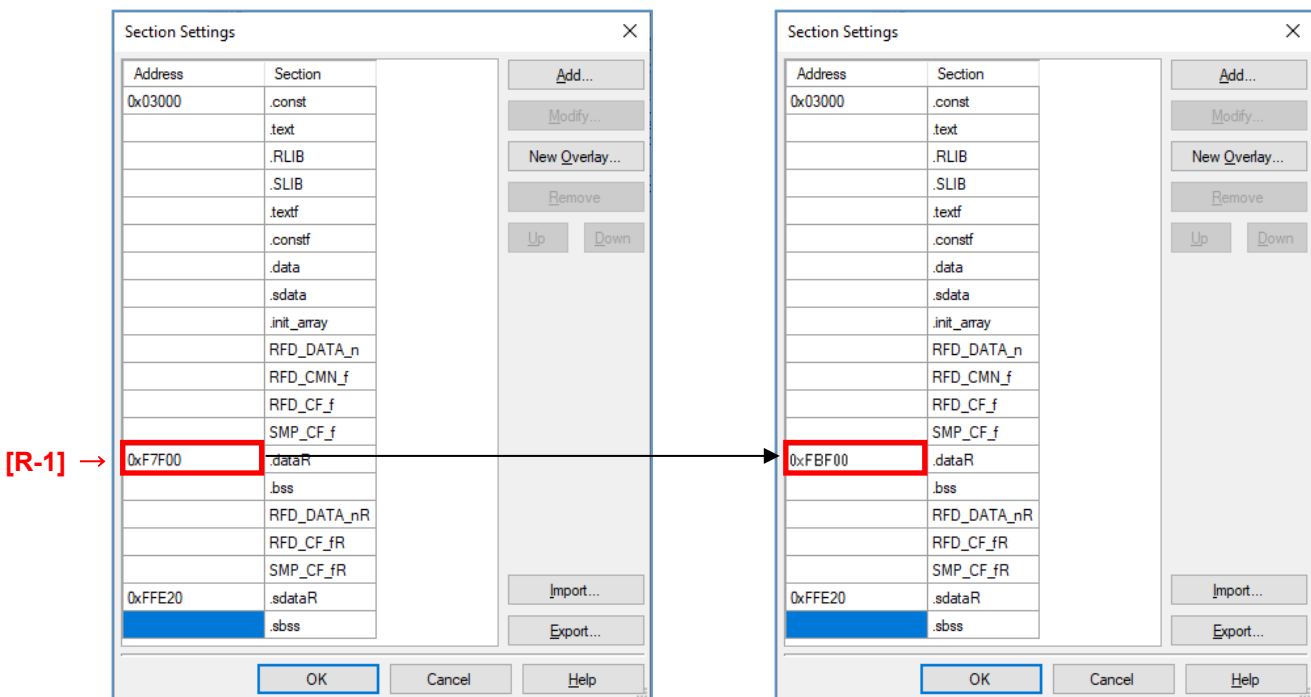 Section Settings
Address Section
0x03000 .const
.text
.RLIB
.SLIB
.textf
.constf
.data
.sdata
.init_array
RFD_DATA_n
RFD_CMN_f
RFD_CF_f
SMP_CF_f
[R-1] → 0xF7F00 .dataR
.bss
RFD_DATA_nR
RFD_CF_fR
SMP_CF_fR
0xFFE20 .sdataR
.sbss
Add...
Modify...
New Overlay...
Remove
Up Down
Import...
Export...
OK Cancel Help
Section Settings
Address Section
0x03000 .const
.text
.RLIB
.SLIB
.textf
.constf
.data
.sdata
.init_array
RFD_DATA_n
RFD_CMN_f
RFD_CF_f
SMP_CF_f
0xFBF00 .dataR
.bss
RFD_DATA_nR
RFD_CF_fR
SMP_CF_fR
0xFFE20 .sdataR
.sbss
Add...
Modify...
New Overlay...
Remove
Up Down
Import...
Export...
OK Cancel Help